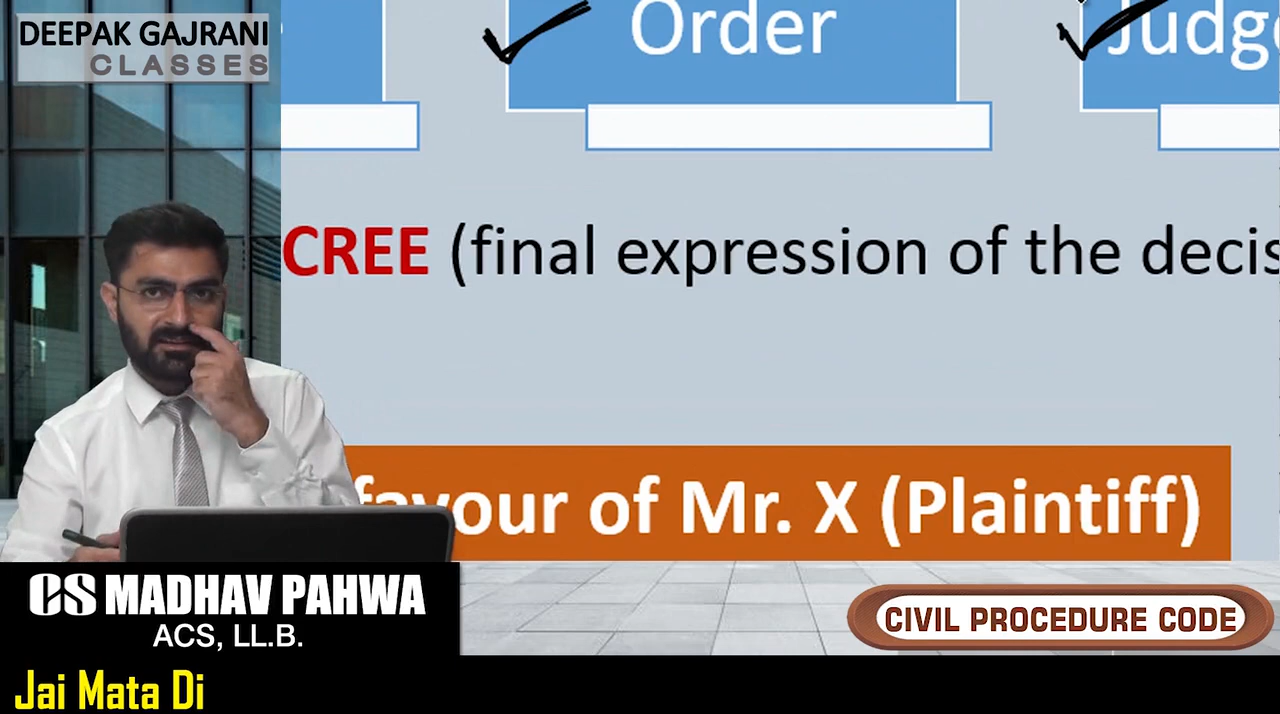 DEEPAK GAJRANI
CLASSES
Order
Judge
CREE (final expression of the decis
favour of Mr. X (Plaintiff)
CS MADHAV PAHWA
ACS, LL.B.
CIVIL PROCEDURE CODE
Jai Mata Di